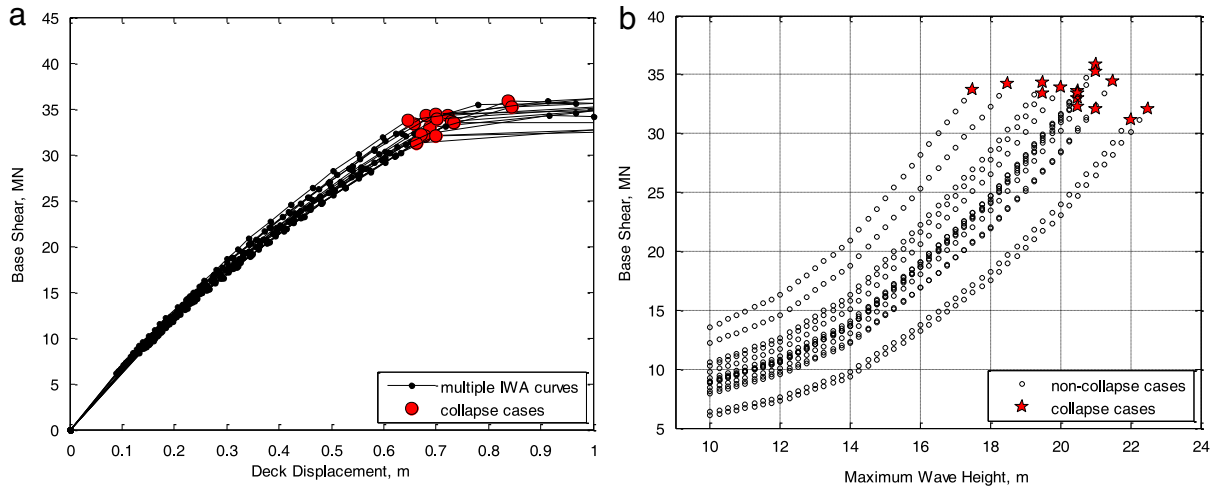 a
45
40
35
30
25
20
15
10
5
0
Base Shear, MN
0 0.1 0.2 0.3 0.4 0.5 0.6 0.7 0.8 0.9 1
Deck Displacement, m
multiple IWA curves
collapse cases
b
40
35
30
25
20
15
10
5
Base Shear, MN
10 12 14 16 18 20 22 24
Maximum Wave Height, m
non-collapse cases
collapse cases